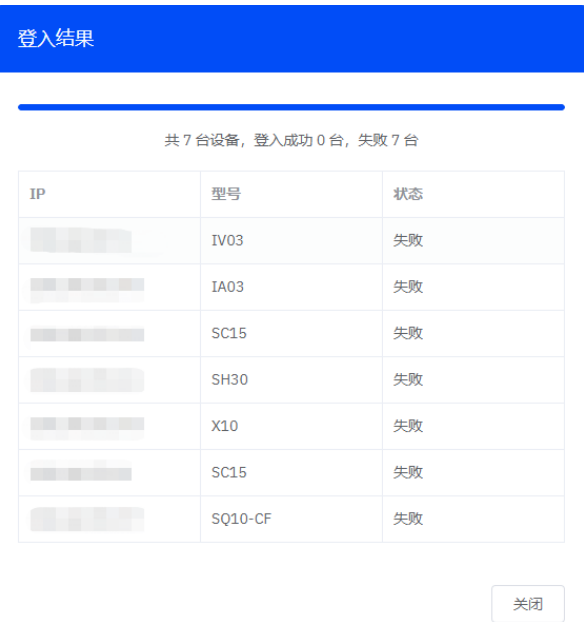 登入结果
共 7 台设备，登入成功 0 台，失败 7 台
IP 型号 状态
IV03 失败
IA03 失败
SC15 失败
SH30 失败
X10 失败
SC15 失败
SQ10-CF 失败
关闭